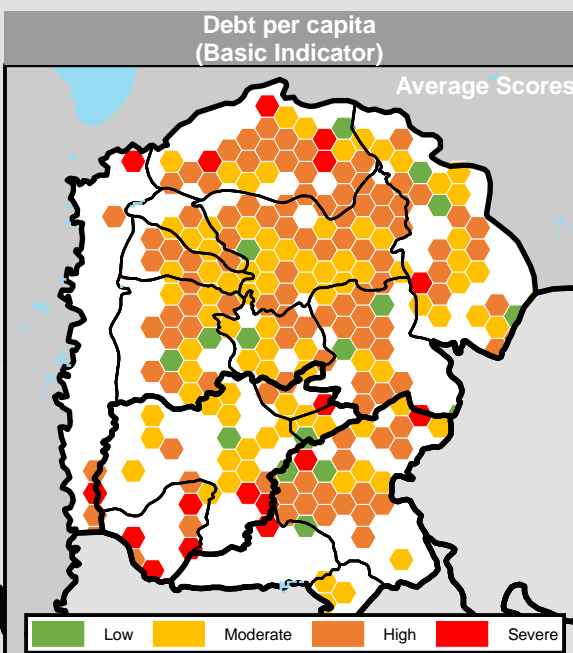 Debt per capita
(Basic Indicator)
Average Scores
Low Moderate High Severe